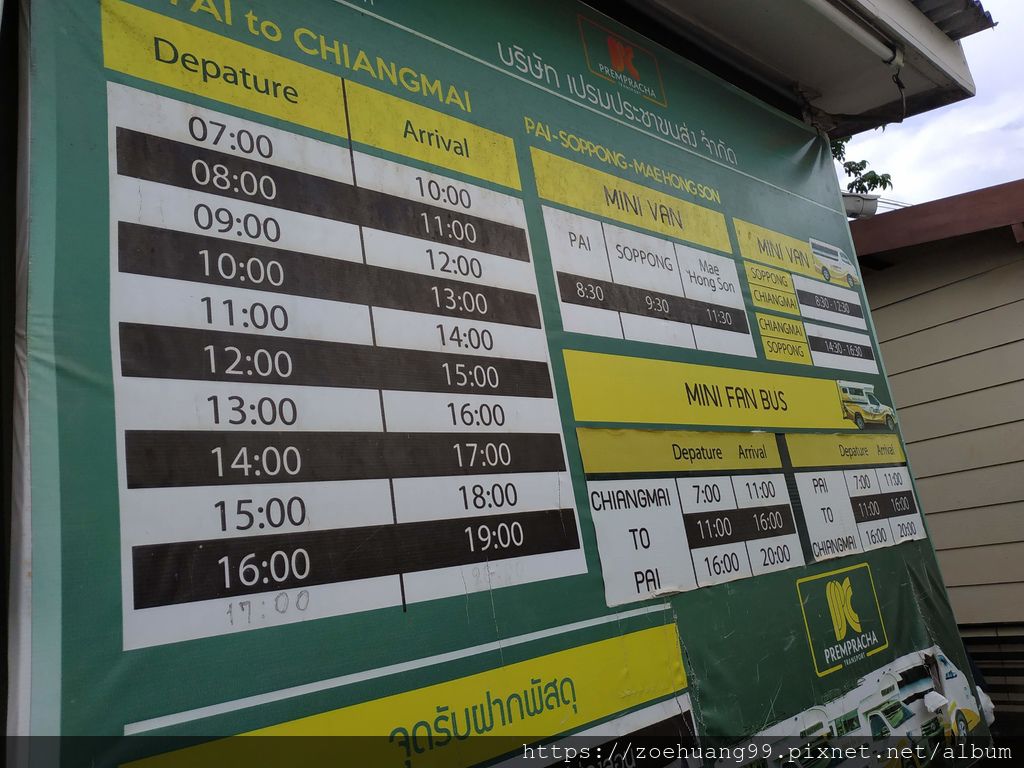 PAI to CHIANGMAI
Depature Arrival
07:00 10:00
08:00 11:00
09:00 12:00
10:00 13:00
11:00 14:00
12:00 15:00
13:00 16:00
14:00 17:00
15:00 18:00
16:00 19:00
17:00
PREMPRACHA
บริษัท เปรมประชาขนส่ง จำกัด
PAI-SOPPONG-MAE HONG SON
MINI VAN
PAI SOPPONG Mae Hong Son
8:30 9:30 11:30
MINI VAN
SOPPONG
CHIANGMAI
8:30 - 12:30
CHIANGMAI
SOPPONG
14:30 - 16:30
MINI FAN BUS
Depature Arrival
CHIANGMAI TO PAI
7:00 11:00
11:00 16:00
16:00 20:00
Depature Arrival
PAI TO CHIANGMAI
7:00 11:00
11:00 16:00
16:00 20:00
PREMPRACHA
TRANSPORT
จุดรับฝากพัสดุ
https://zoehuang99.pixnet.net/album